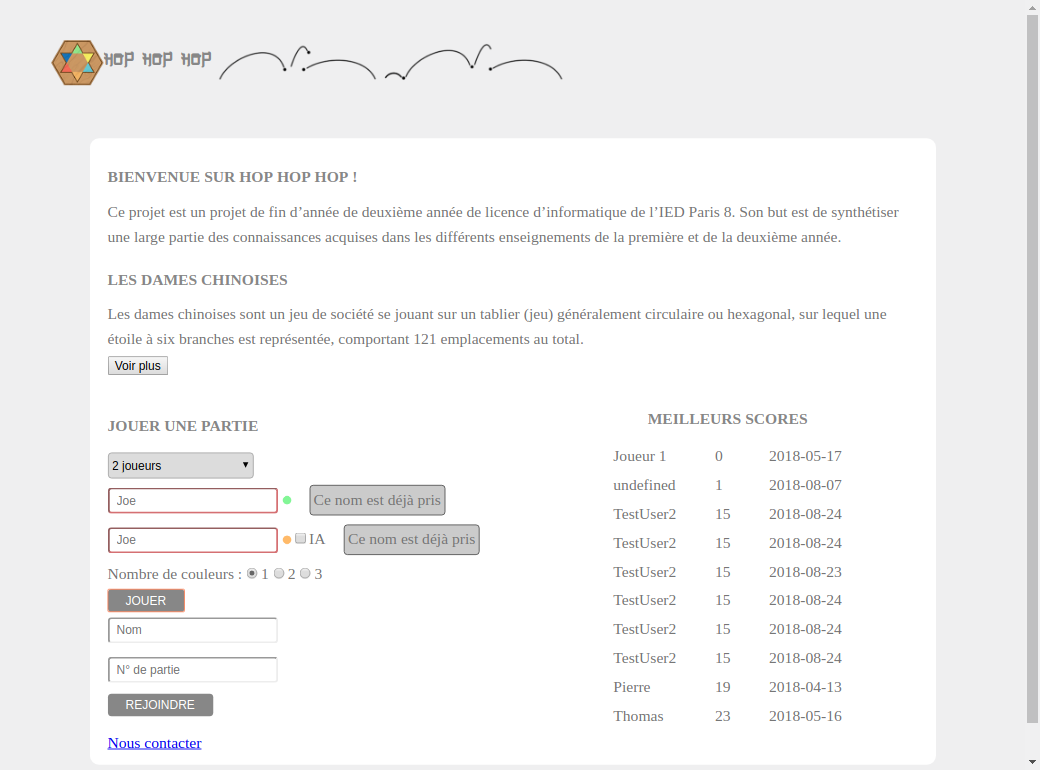 HOP HOP HOP
BIENVENUE SUR HOP HOP HOP !
Ce projet est un projet de fin d’année de deuxième année de licence d’informatique de l’IED Paris 8. Son but est de synthétiser
une large partie des connaissances acquises dans les différents enseignements de la première et de la deuxième année.
LES DAMES CHINOISES
Les dames chinoises sont un jeu de société se jouant sur un tablier (jeu) généralement circulaire ou hexagonal, sur lequel une
étoile à six branches est représentée, comportant 121 emplacements au total.
Voir plus
JOUER UNE PARTIE
2 joueurs
Joe Ce nom est déjà pris
Joe IA Ce nom est déjà pris
Nombre de couleurs : 1 2 3
JOUER
Nom
N° de partie
REJOINDRE
Nous contacter
MEILLEURS SCORES
Joueur 1 0 2018-05-17
undefined 1 2018-08-07
TestUser2 15 2018-08-24
TestUser2 15 2018-08-24
TestUser2 15 2018-08-23
TestUser2 15 2018-08-24
TestUser2 15 2018-08-24
TestUser2 15 2018-08-24
Pierre 19 2018-04-13
Thomas 23 2018-05-16